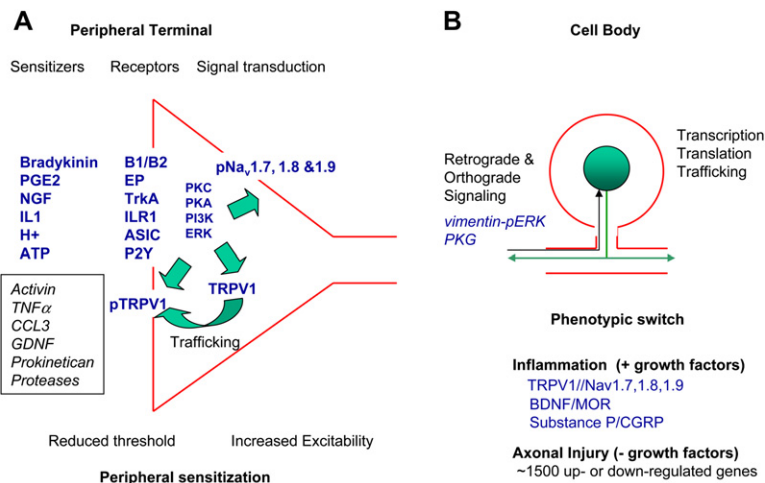 A
Peripheral Terminal
Sensitizers Receptors Signal transduction
Bradykinin B1/B2
PGE2 EP
NGF TrkA
IL1 ILR1
H+ ASIC
ATP P2Y
pNav1.7, 1.8 &1.9
PKC
PKA
PI3K
ERK
Activin
TNFα
CCL3
GDNF
Prokinetican
Proteases
pTRPV1
TRPV1
Trafficking
Reduced threshold Increased Excitability
Peripheral sensitization
B
Cell Body
Retrograde &
Orthograde
Signaling
vimentin-pERK
PKG
Transcription
Translation
Trafficking
Phenotypic switch
Inflammation (+ growth factors)
TRPV1//Nav1.7,1.8,1.9
BDNF/MOR
Substance P/CGRP
Axonal Injury (- growth factors)
~1500 up- or down-regulated genes